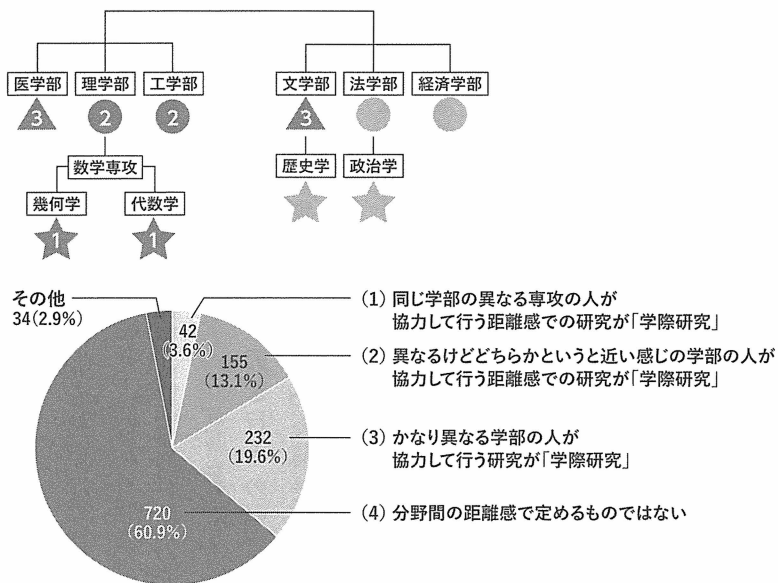 医学部 理学部 工学部 文学部 法学部 経済学部
3 2 2 3
数学専攻 歴史学 政治学
幾何学 代数学
1 1
その他
34(2.9%)
42
(3.6%)
(1) 同じ学部の異なる専攻の人が
協力して行う距離感での研究が「学際研究」
155
(13.1%)
(2) 異なるけどどちらかというと近い感じの学部の人が
協力して行う距離感での研究が「学際研究」
232
(19.6%)
(3) かなり異なる学部の人が
協力して行う研究が「学際研究」
720
(60.9%)
(4) 分野間の距離感で定めるものではない